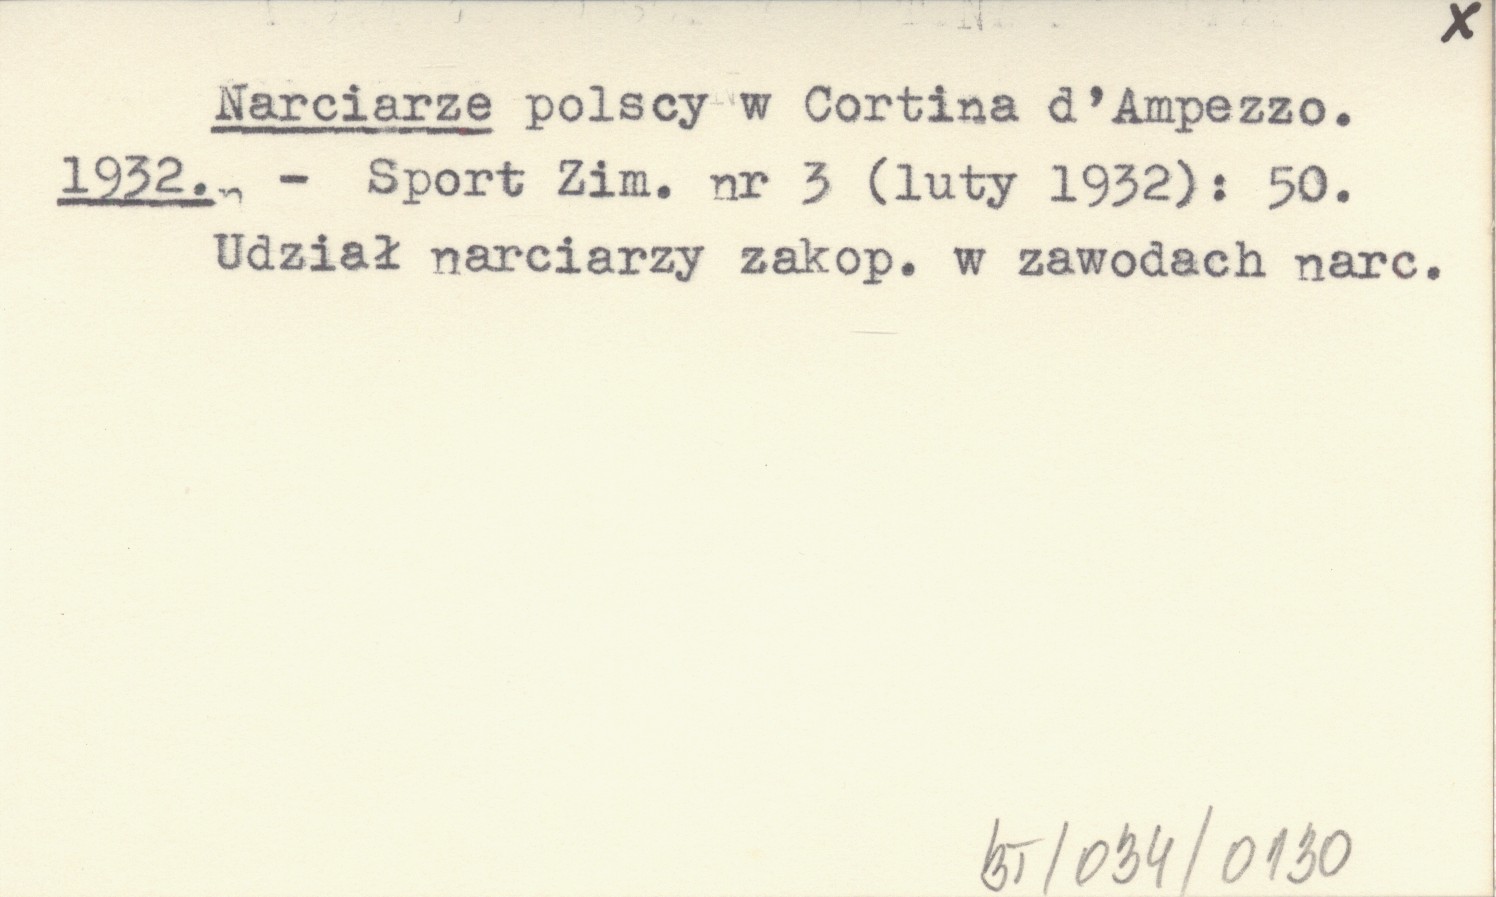 x
Narciarze polscy w Cortina d'Ampezzo.
1932. - Sport Zim. nr 3 (luty 1932): 50.
Udział narciarzy zakop. w zawodach narc.
/034/0130